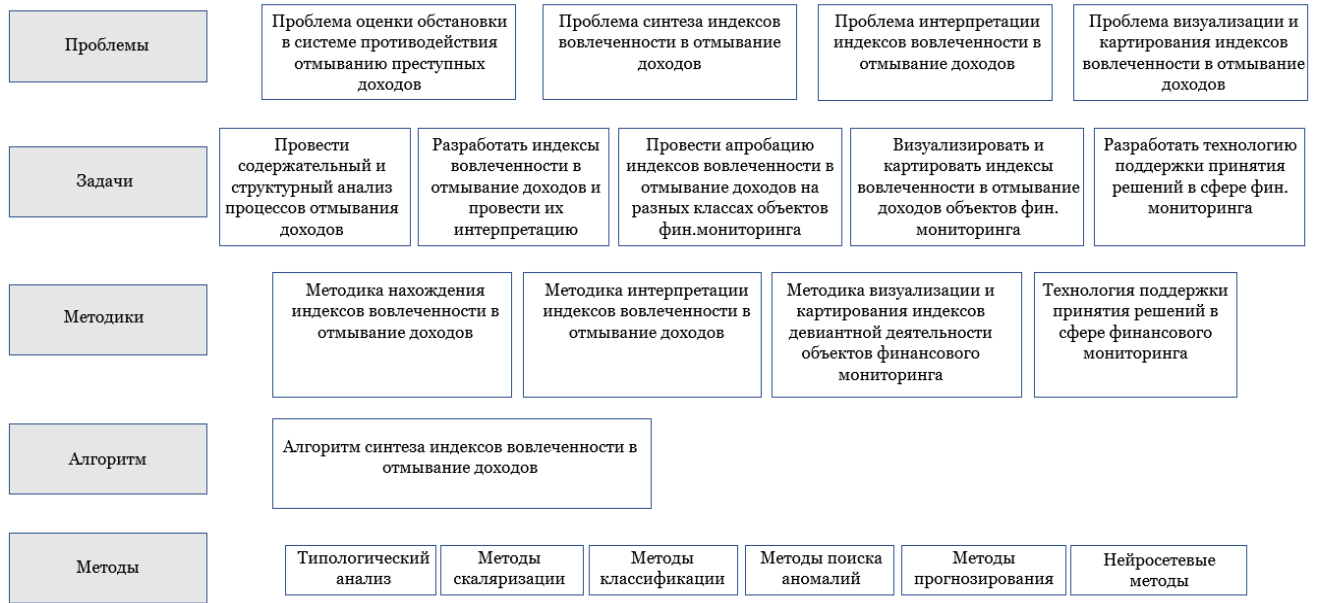 Проблемы
Проблема оценки обстановки
в системе противодействия
отмыванию преступных
доходов
Проблема синтеза индексов
вовлеченности в отмывание
доходов
Проблема интерпретации
индексов вовлеченности в
отмывание доходов
Проблема визуализации и
картирования индексов
вовлеченности в отмывание
доходов
Задачи
Провести
содержательный и
структурный анализ
процессов отмывания
доходов
Разработать индексы
вовлеченности в
отмывание доходов и
провести их
интерпретацию
Провести апробацию
индексов вовлеченности в
отмывание доходов на
разных классах объектов
фин.мониторинга
Визуализировать и
картировать индексы
вовлеченности в отмывание
доходов объектов фин.
мониторинга
Разработать технологию
поддержки принятия
решений в сфере фин.
мониторинга
Методики
Методика нахождения
индексов вовлеченности в
отмывание доходов
Методика интерпретации
индексов вовлеченности в
отмывание доходов
Методика визуализации и
картирования индексов
девиантной деятельности
объектов финансового
мониторинга
Технология поддержки
принятия решений в
сфере финансового
мониторинга
Алгоритм
Алгоритм синтеза индексов вовлеченности в
отмывание доходов
Методы
Типологический
анализ
Методы
скаляризации
Методы
классификации
Методы поиска
аномалий
Методы
прогнозирования
Нейросетевые
методы